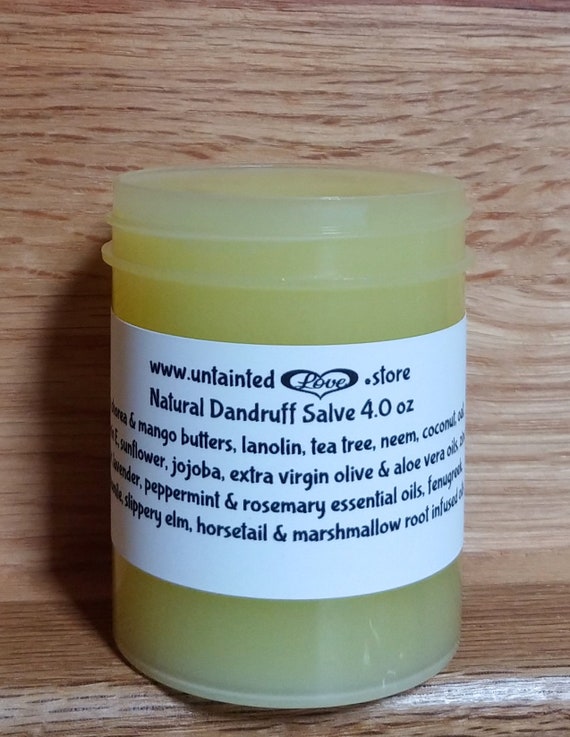 www.untainted Love .store
Natural Dandruff Salve 4.0 oz
& mango butters, lanolin, tea tree, neem, coconut,
E, sunflower, jojoba, extra virgin olive & aloe vera oils,
lavender, peppermint & rosemary essential oils, fenugreek,
slippery elm, horsetail & marshmallow root infused